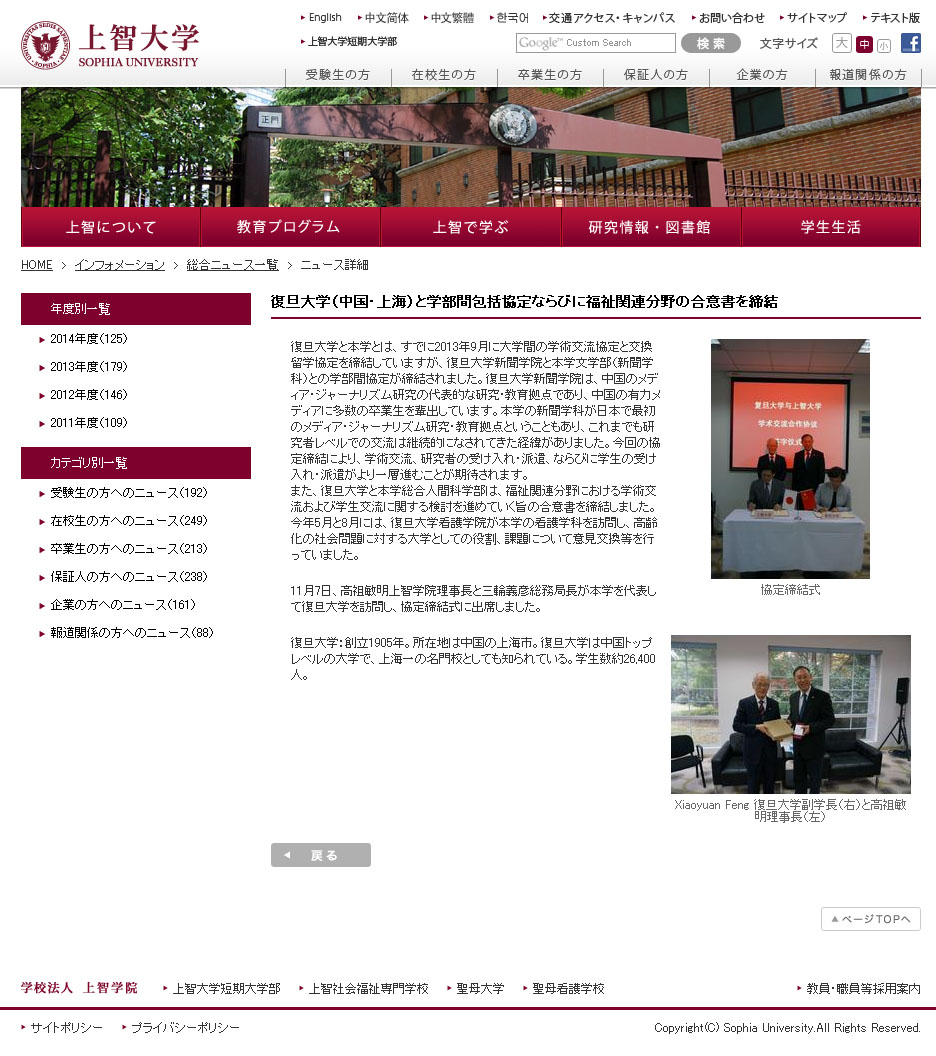 English 中文简体 中文繁體 한국어 交通アクセス・キャンパス お問い合わせ サイトマップ テキスト版
上智大学
SOPHIA UNIVERSITY
上智大学短期大学部
Google™ Custom Search 検索 文字サイズ 大 中 小
受験生の方 在校生の方 卒業生の方 保証人の方 企業の方 報道関係の方
正門
上智について 教育プログラム 上智で学ぶ 研究情報・図書館 学生生活
HOME > インフォメーション > 総合ニュース一覧 > ニュース詳細
年度別一覧
2014年度(125)
2013年度(179)
2012年度(146)
2011年度(109)
カテゴリ別一覧
受験生の方へのニュース(192)
在校生の方へのニュース(249)
卒業生の方へのニュース(213)
保証人の方へのニュース(238)
企業の方へのニュース(161)
報道関係の方へのニュース(88)
復旦大学(中国・上海)と学部間包括協定ならびに福祉関連分野の合意書を締結
復旦大学と本学とは、すでに2013年9月に大学間の学術交流協定と交換
留学協定を締結していますが、復旦大学新聞学院と本学文学部(新聞学
科)との学部間協定が締結されました。復旦大学新聞学院は、中国のメデ
ィア・ジャーナリズム研究の代表的な研究・教育拠点であり、中国の有力メ
ディアに多数の卒業生を輩出しています。本学の新聞学科が日本で最初
のメディア・ジャーナリズム研究・教育拠点ということもあり、これまでも研
究者レベルでの交流は継続的になされてきた経緯がありました。今回の協
定締結により、学術交流、研究者の受け入れ・派遣、ならびに学生の受け
入れ・派遣がより一層進むことが期待されます。
また、復旦大学と本学総合人間科学部は、福祉関連分野における学術交
流および学生交流に関する検討を進めていく旨の合意書を締結しました。
今年5月と8月には、復旦大学看護学院が本学の看護学科を訪問し、高齢
化の社会問題に対する大学としての役割、課題について意見交換等を行
っていました。
11月7日、高祖敏明上智学院理事長と三輪義彦総務局長が本学を代表し
て復旦大学を訪問し、協定締結式に出席しました。
復旦大学:創立1905年。所在地は中国の上海市。復旦大学は中国トップ
レベルの大学で、上海一の名門校としても知られている。学生数約26,400
人。
复旦大学与上智大学
学术交流合作协议
签字仪式
協定締結式
Xiaoyuan Feng 復旦大学副学長(右)と高祖敏
明理事長(左)
戻る
ページTOPへ
学校法人 上智学院 上智大学短期大学部 上智社会福祉専門学校 聖母大学 聖母看護学校 教員・職員等採用案内
サイトポリシー プライバシーポリシー Copyright(C) Sophia University.All Rights Reserved.